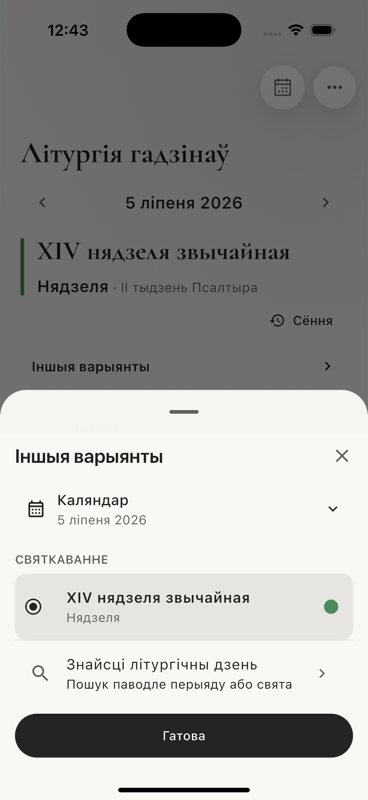 12:43
Літургія гадзінаў
5 ліпеня 2026
XIV нядзеля звычайная
Нядзеля · II тыдзень Псалтыра
Сёння
Іншыя варыянты
Іншыя варыянты
Каляндар
5 ліпеня 2026
СВЯТКАВАННЕ
XIV нядзеля звычайная
Нядзеля
Знайсці літургічны дзень
Пошук паводле перыяду або свята
Гатова